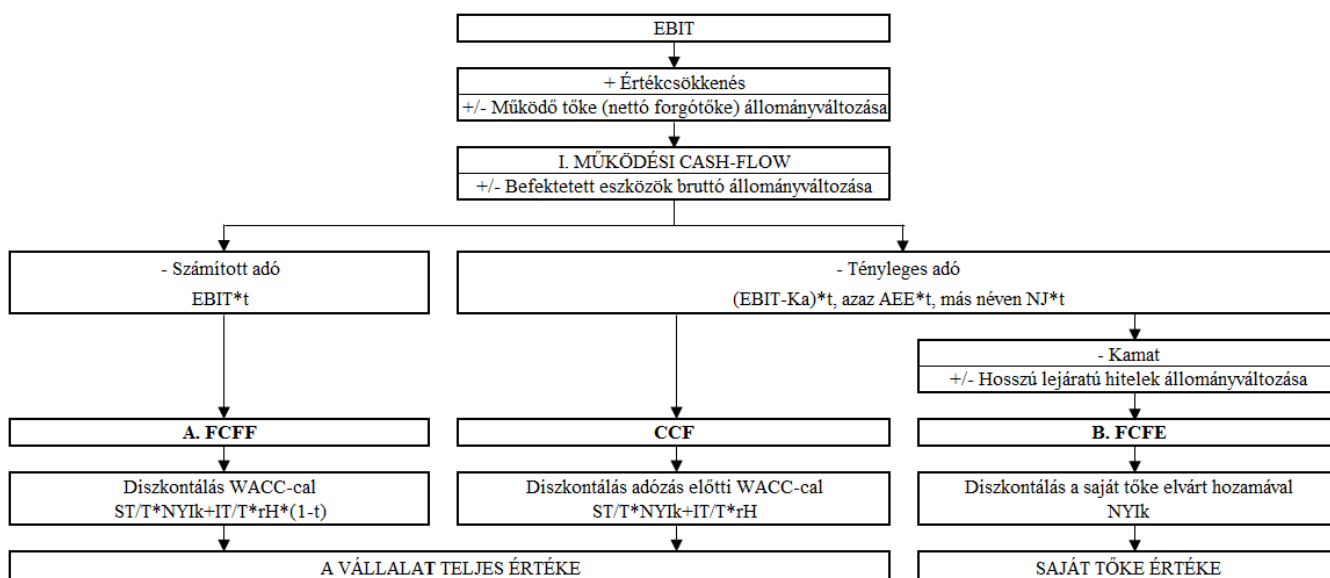 EBIT
+ Értékcsökkenés
+/- Működő tőke (nettó forgótőke) állományváltozása
I. MŰKÖDÉSI CASH-FLOW
+/- Befektetett eszközök bruttó állományváltozása
- Számított adó
EBIT*t
- Tényleges adó
(EBIT-Ka)*t, azaz AEE*t, más néven NJ*t
- Kamat
+/- Hosszú lejáratú hitelek állományváltozása
A. FCFF
CCF
B. FCFE
Diszkontálás WACC-cal
ST/T*NYIk+IT/T*rH*(1-t)
Diszkontálás adózás előtti WACC-cal
ST/T*NYIk+IT/T*rH
Diszkontálás a saját tőke elvárt hozamával
NYIk
A VÁLLALAT TELJES ÉRTÉKE
SAJÁT TŐKE ÉRTÉKE